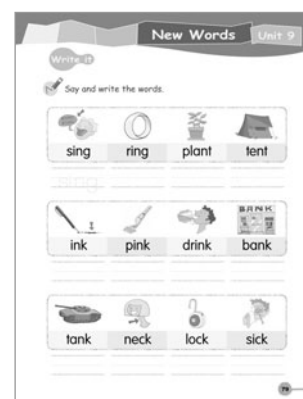 New Words Unit 9
Write it
Say and write the words.
sing ring plant tent
sing
BANK
ink pink drink bank
tank neck lock sick
79